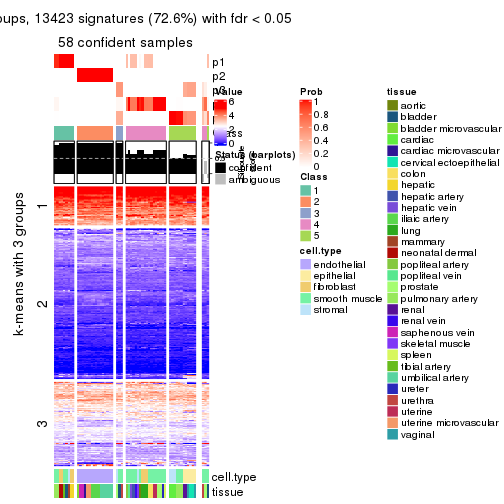 oups, 13423 signatures (72.6%) with fdr < 0.05
58 confident samples
p1
p2
Value
6
4
2
Status (barplots)
confident
ambiguous
k-means with 3 groups
1
2
3
cell.type
tissue
Prob
1
0.8
0.6
0.4
0.2
0
Class
1
2
3
4
5
cell.type
endothelial
epithelial
fibroblast
smooth muscle
stromal
tissue
aortic
bladder
bladder microvascular
cardiac
cardiac microvascular
cervical ectoepithelial
colon
hepatic
hepatic artery
hepatic vein
iliaic artery
lung
mammary
neonatal dermal
popliteal artery
popliteal vein
prostate
pulmonary artery
renal
renal vein
saphenous vein
skeletal muscle
spleen
tibial artery
umbilical artery
ureter
urethra
uterine
uterine microvascular
vaginal